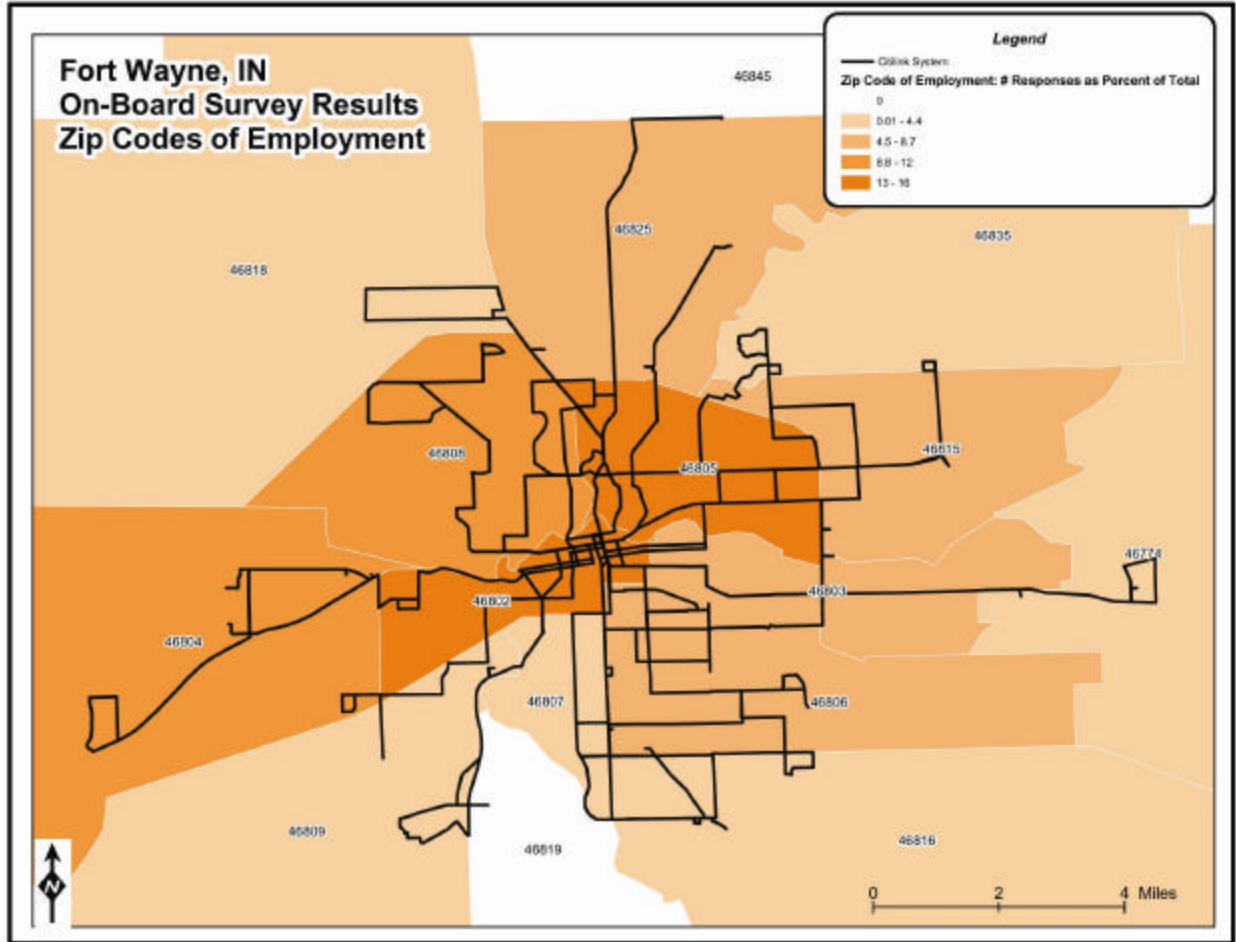 Fort Wayne, IN
On-Board Survey Results
Zip Codes of Employment
Legend
Citilink System
Zip Code of Employment: # Responses as Percent of Total
0
0.01 - 4.4
4.5 - 8.7
8.8 - 12
13 - 16
46845
46825
46835
46818
46808
46805
46815
46774
46802
46803
46804
46807
46806
46809
46819
46816
N
0 2 4 Miles